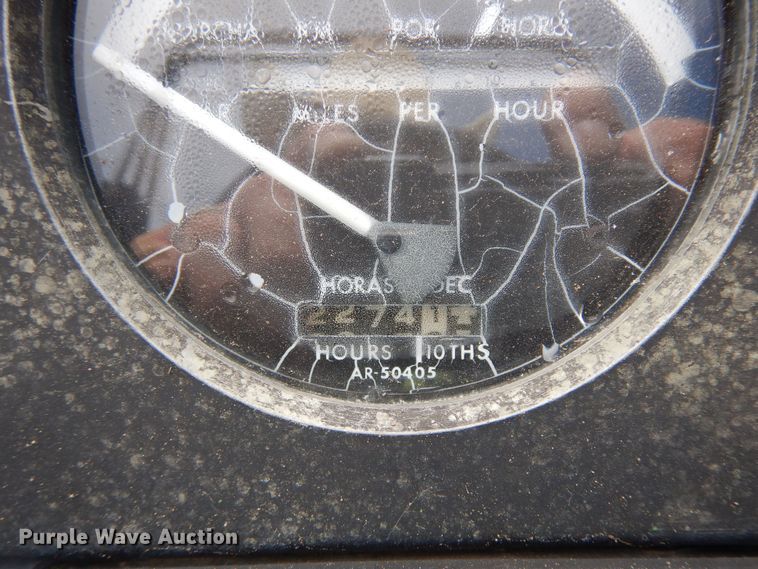 KM POR HORA
MILES PER HOUR
HORAS DEC
2274
HOURS 10THS
AR-50405
Purple Wave Auction